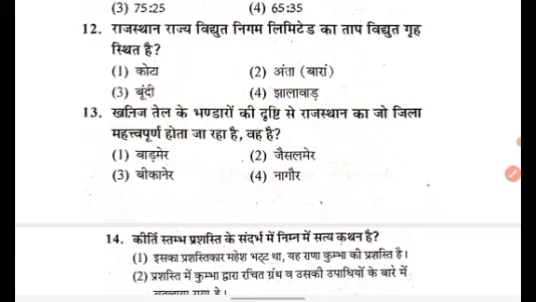 (3) 75:25 (4) 65:35
12. राजस्थान राज्य विद्युत निगम लिमिटेड का ताप विद्युत गृह
स्थित है?
(1) कोटा (2) अंता (बारां)
(3) बूंदी (4) झालावाड़
13. खनिज तेल के भण्डारों की दृष्टि से राजस्थान का जो जिला
महत्त्वपूर्ण होता जा रहा है, वह है?
(1) बाड़मेर (2) जैसलमेर
(3) बीकानेर (4) नागौर
14. कीर्ति स्तम्भ प्रशस्ति के संदर्भ में निम्न में सत्य कथन है?
(1) इसका प्रशस्तिकार महेश भट्ट था, यह राणा कुम्भा की प्रशस्ति है।
(2) प्रशस्ति में कुम्भा द्वारा रचित ग्रंथ व उसकी उपाधियों के बारे में